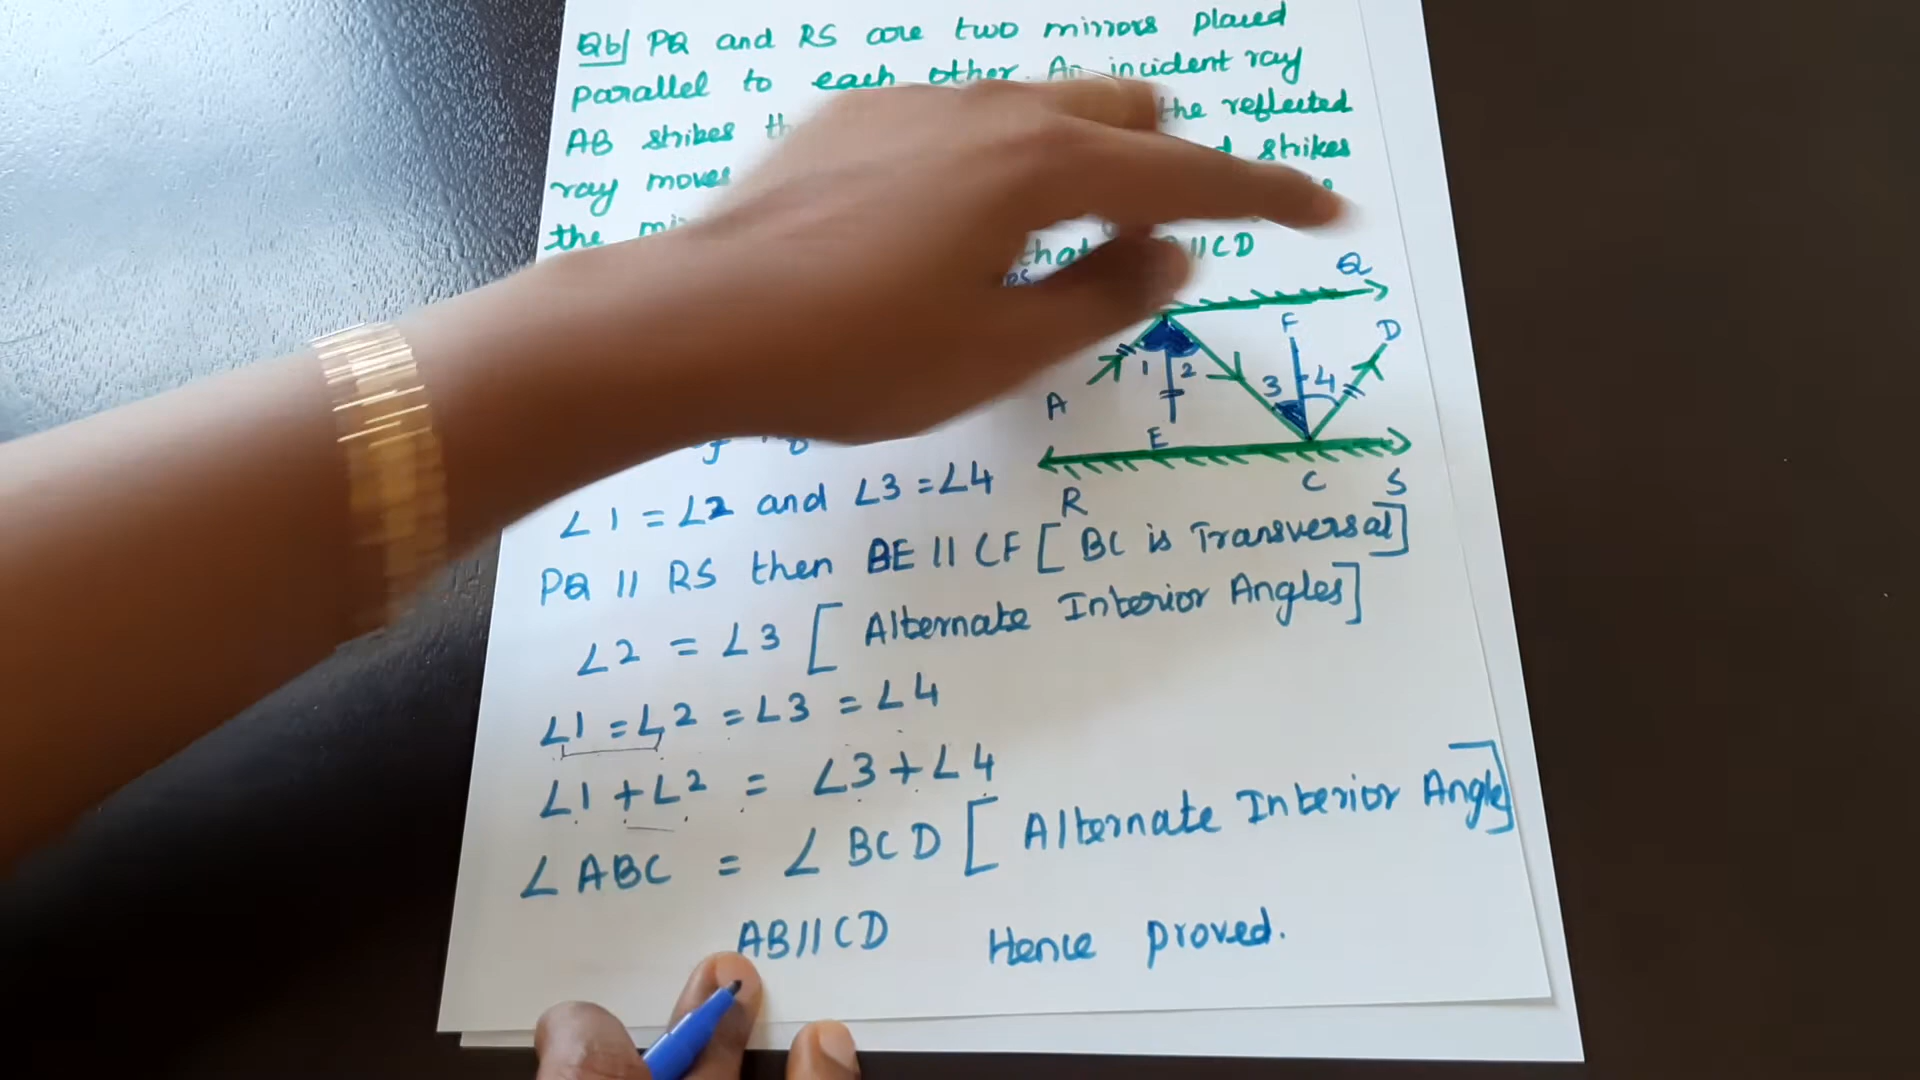 Q6) PQ and RS are two mirrors placed
parallel to each other. An incident ray
AB strikes the reflected
ray moves strikes
the
that || CD
Q
F
D
1 2 3 4
A
E
R
C S
∠1 = ∠2 and ∠3 = ∠4
PQ || RS then BE || CF [BC is Transversal]
∠2 = ∠3 [Alternate Interior Angles]
∠1 = ∠2 = ∠3 = ∠4
∠1 + ∠2 = ∠3 + ∠4
∠ABC = ∠BCD [Alternate Interior Angles]
AB || CD Hence proved.